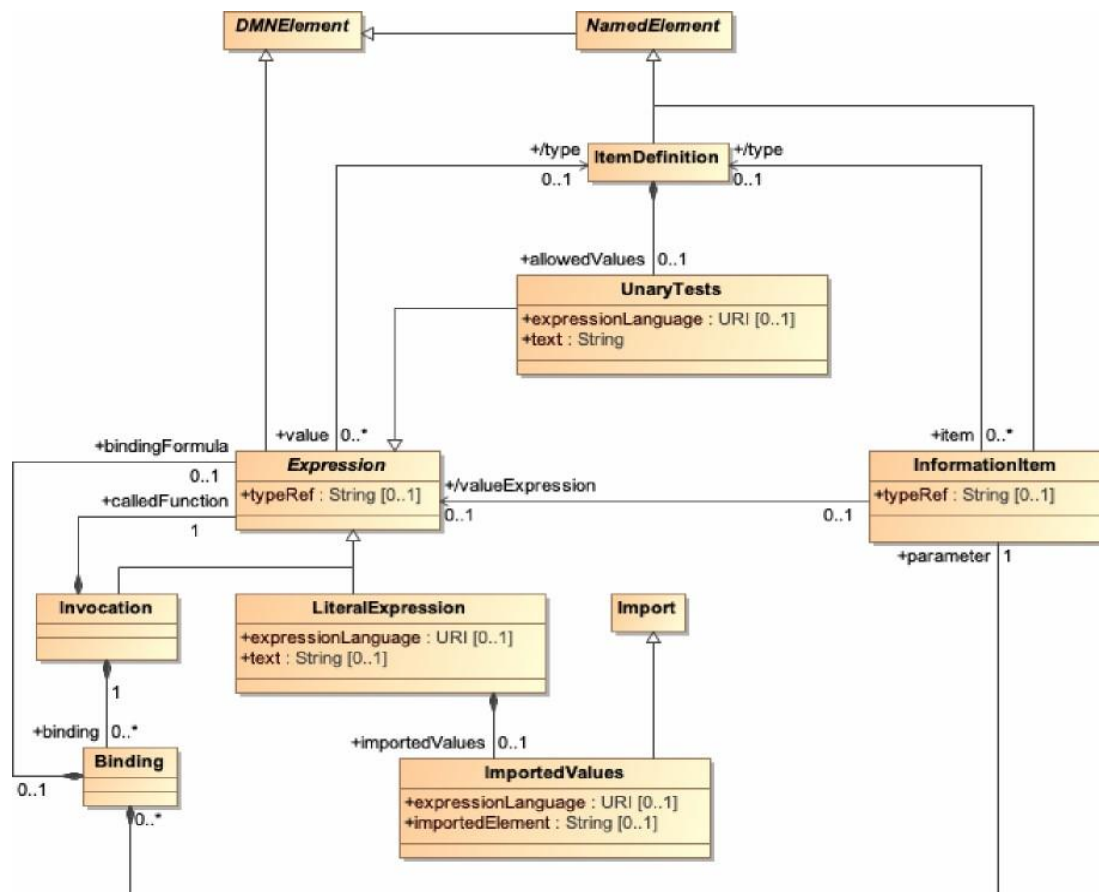 DMNElement
NamedElement
+/type
ItemDefinition
+/type
0..1
0..1
+allowedValues
0..1
UnaryTests
+expressionLanguage : URI [0..1]
+text : String
+bindingFormula
+value
0..*
+item
0..*
0..1
Expression
+/valueExpression
InformationItem
+typeRef : String [0..1]
+typeRef : String [0..1]
+calledFunction
0..1
0..1
1
+parameter
1
Invocation
LiteralExpression
Import
+expressionLanguage : URI [0..1]
+text : String [0..1]
1
+binding
0..*
+importedValues
0..1
Binding
ImportedValues
0..1
+expressionLanguage : URI [0..1]
+importedElement : String [0..1]
0..*